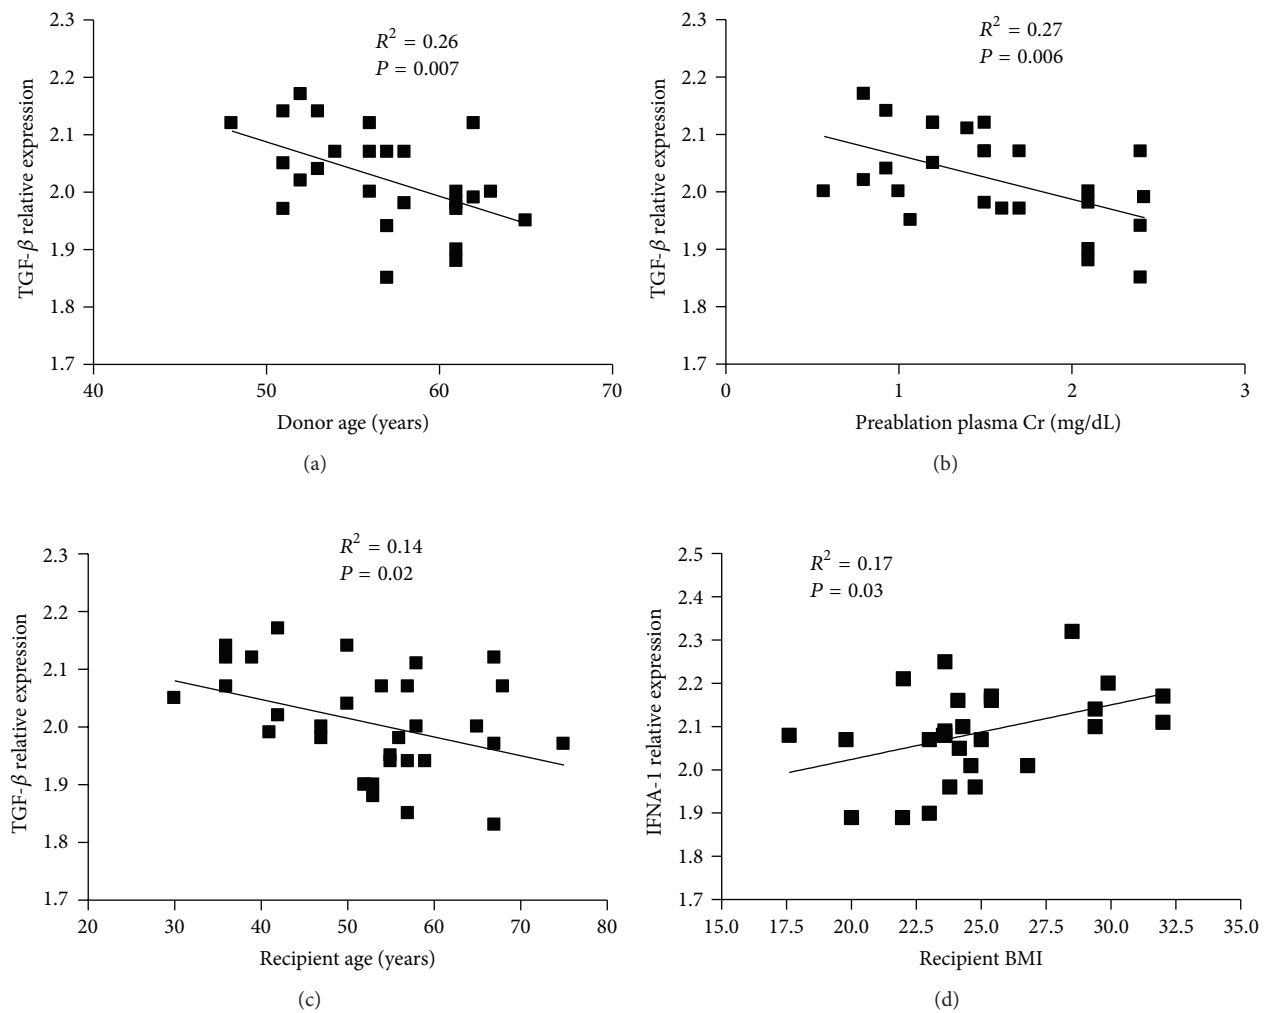 2.3
2.2
2.1
2.0
1.9
1.8
1.7
TGF-β relative expression
R² = 0.26
P = 0.007
40 50 60 70
Donor age (years)
(a)
2.3
2.2
2.1
2.0
1.9
1.8
1.7
TGF-β relative expression
R² = 0.27
P = 0.006
0 1 2 3
Preablation plasma Cr (mg/dL)
(b)
2.3
2.2
2.1
2.0
1.9
1.8
1.7
TGF-β relative expression
R² = 0.14
P = 0.02
20 30 40 50 60 70 80
Recipient age (years)
(c)
2.5
2.4
2.3
2.2
2.1
2.0
1.9
1.8
1.7
IFNA-1 relative expression
R² = 0.17
P = 0.03
15.0 17.5 20.0 22.5 25.0 27.5 30.0 32.5 35.0
Recipient BMI
(d)